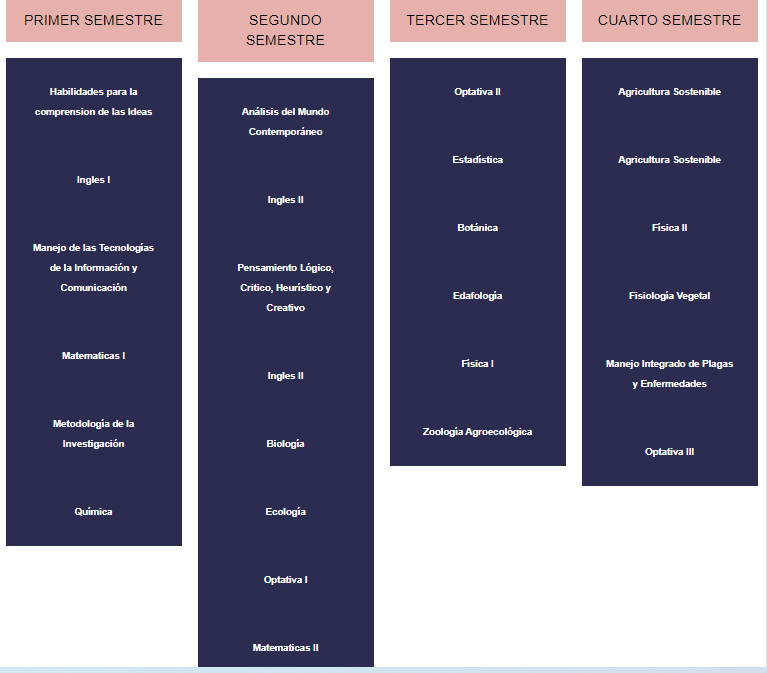 PRIMER SEMESTRE
Habilidades para la
comprension de las Ideas
Ingles I
Manejo de las Tecnologías
de la Información y
Comunicación
Matematicas I
Metodología de la
Investigación
Química
SEGUNDO
SEMESTRE
Análisis del Mundo
Contemporáneo
Ingles II
Pensamiento Lógico,
Critico, Heurístico y
Creativo
Ingles II
Biología
Ecología
Optativa I
Matematicas II
TERCER SEMESTRE
Optativa II
Estadística
Botánica
Edafología
Física I
Zoología Agroecológica
CUARTO SEMESTRE
Agricultura Sostenible
Agricultura Sostenible
Física II
Fisiología Vegetal
Manejo Integrado de Plagas
y Enfermedades
Optativa III